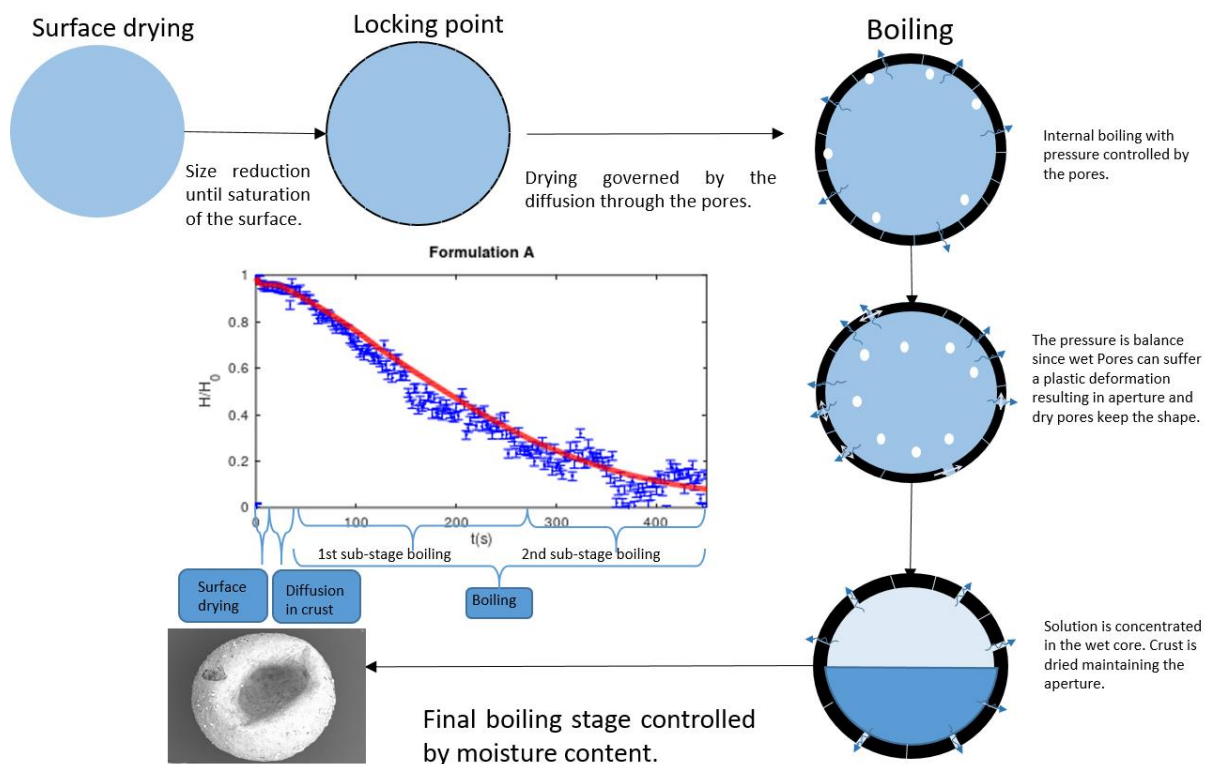 Surface drying
Locking point
Boiling
Size reduction
until saturation
of the surface.
Drying governed by the
diffusion through the pores.
Internal boiling with
pressure controlled by
the pores.
Formulation A
1
0.8
0.6
0.4
0.2
0
H/H0
0
100
200
300
400
t(s)
1st sub-stage boiling
2nd sub-stage boiling
Surface
drying
Diffusion
in crust
Boiling
The pressure is balance
since wet Pores can suffer
a plastic deformation
resulting in aperture and
dry pores keep the shape.
Solution is concentrated
in the wet core. Crust is
dried maintaining the
aperture.
Final boiling stage controlled
by moisture content.